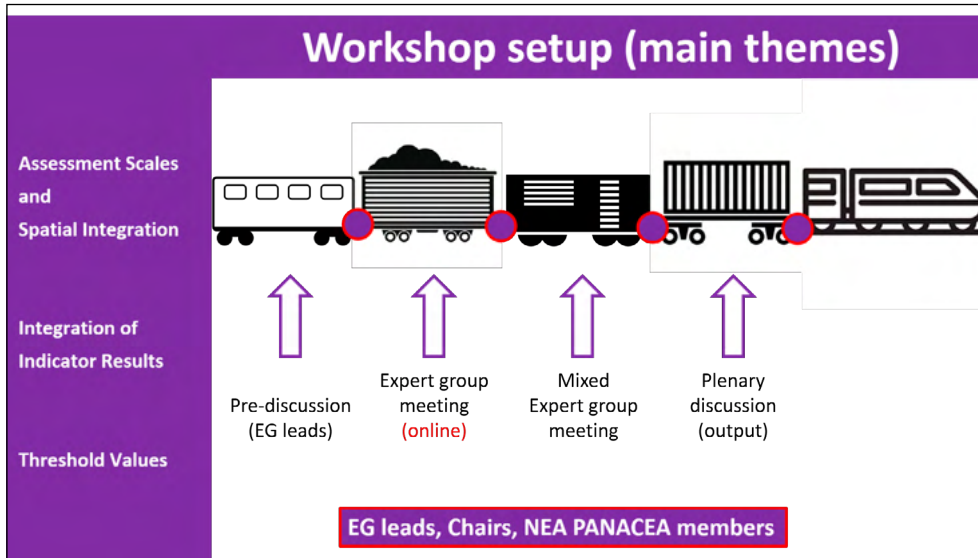 Workshop setup (main themes)
Assessment Scales
and
Spatial Integration
Integration of
Indicator Results
Threshold Values
Pre-discussion
(EG leads)
Expert group
meeting
(online)
Mixed
Expert group
meeting
Plenary
discussion
(output)
EG leads, Chairs, NEA PANACEA members